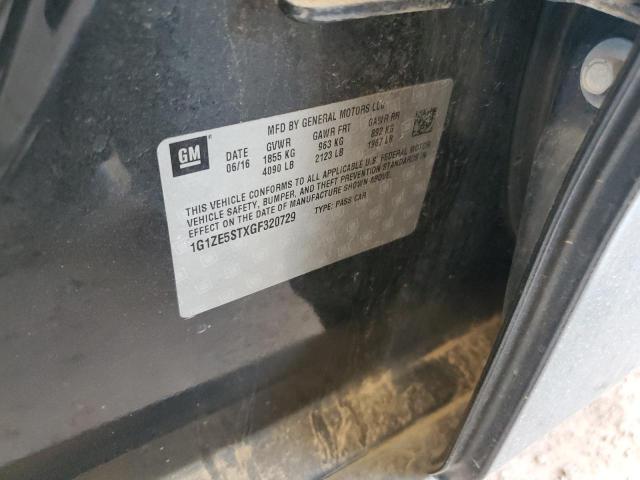 GM
MFD BY GENERAL MOTORS LLC
DATE GVWR GAWR FRT GAWR RR
06/16 1855 KG 963 KG 892 KG
4090 LB 2123 LB 1967 LB
THIS VEHICLE CONFORMS TO ALL APPLICABLE U.S. FEDERAL MOTOR
VEHICLE SAFETY, BUMPER, AND THEFT PREVENTION STANDARDS IN
EFFECT ON THE DATE OF MANUFACTURE SHOWN ABOVE.
1G1ZE5STXGF320729 TYPE: PASS CAR